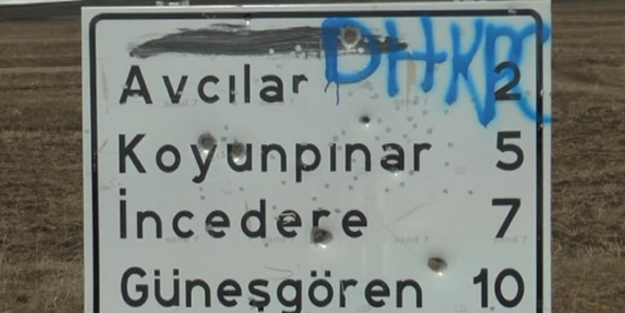 DHKPC
Avcılar 2
Koyunpınar 5
İncedere 7
Güneşgören 10